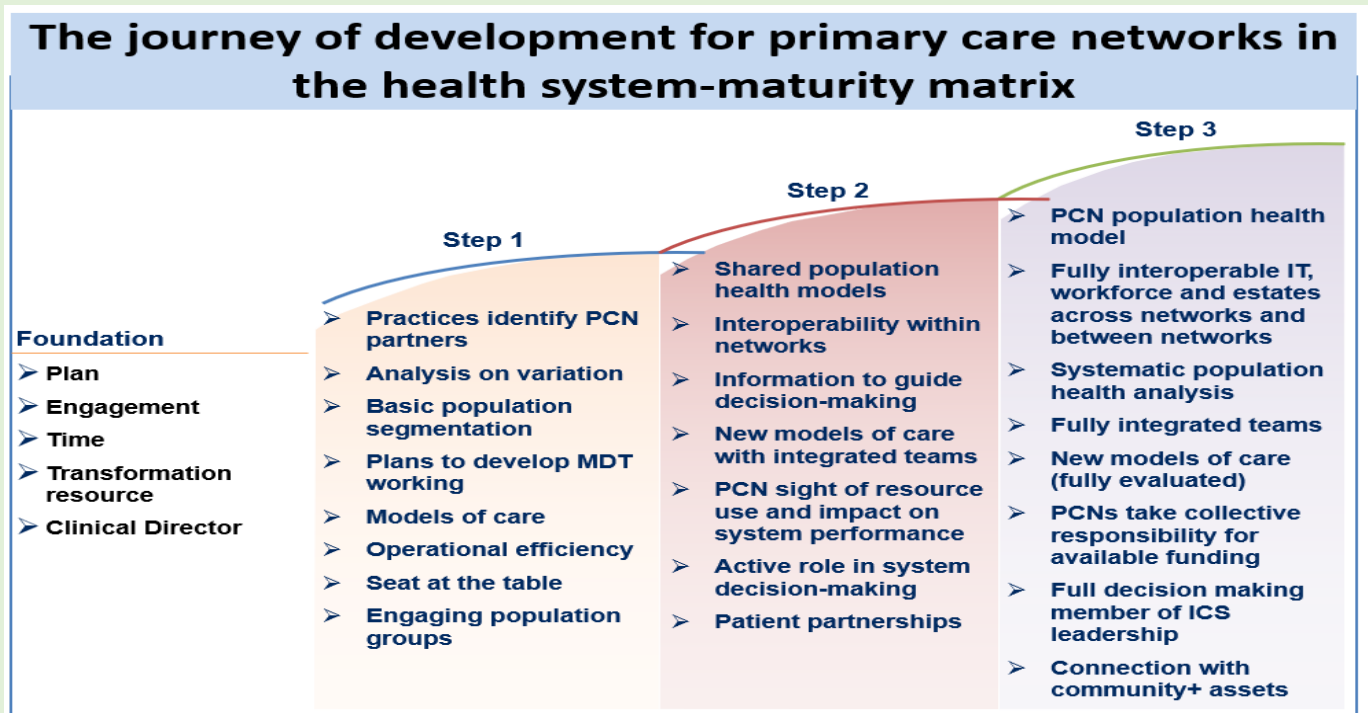 The journey of development for primary care networks in
the health system-maturity matrix
Foundation
➢ Plan
➢ Engagement
➢ Time
➢ Transformation
resource
➢ Clinical Director
Step 1
➢ Practices identify PCN
partners
➢ Analysis on variation
➢ Basic population
segmentation
➢ Plans to develop MDT
working
➢ Models of care
➢ Operational efficiency
➢ Seat at the table
➢ Engaging population
groups
Step 2
➢ Shared population
health models
➢ Interoperability within
networks
➢ Information to guide
decision-making
➢ New models of care
with integrated teams
➢ PCN sight of resource
use and impact on
system performance
➢ Active role in system
decision-making
➢ Patient partnerships
Step 3
➢ PCN population health
model
➢ Fully interoperable IT,
workforce and estates
across networks and
between networks
➢ Systematic population
health analysis
➢ Fully integrated teams
➢ New models of care
(fully evaluated)
➢ PCNs take collective
responsibility for
available funding
➢ Full decision making
member of ICS
leadership
➢ Connection with
community+ assets